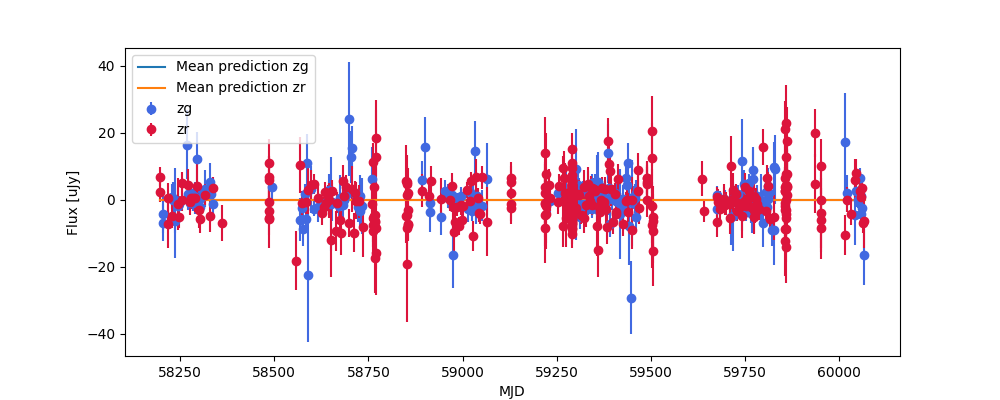 Mean prediction zg
Mean prediction zr
zg
zr
Flux [uJy]
40
20
0
−20
−40
58250
58500
58750
59000
59250
59500
59750
60000
MJD